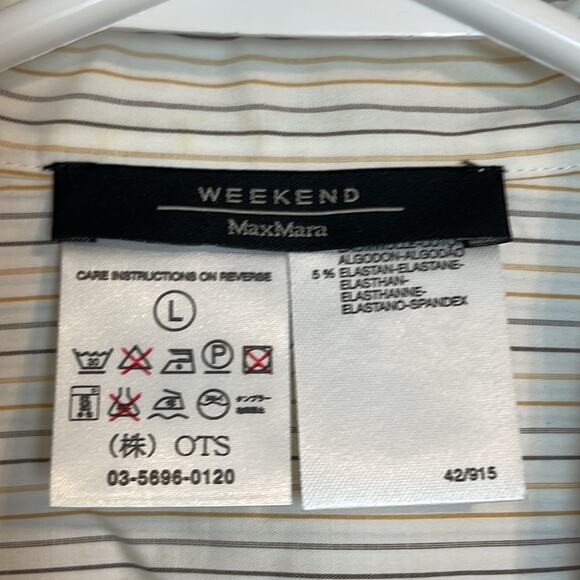 WEEKEND
MaxMara
CARE INSTRUCTIONS ON REVERSE
L
30
P
(株) OTS
03-5696-0120
ALGODON-ALGODÃO
5 % ELASTAN-ELASTANE-
ELASTHAN-
ELASTHANNE-
ELASTANO-SPANDEX
42/915